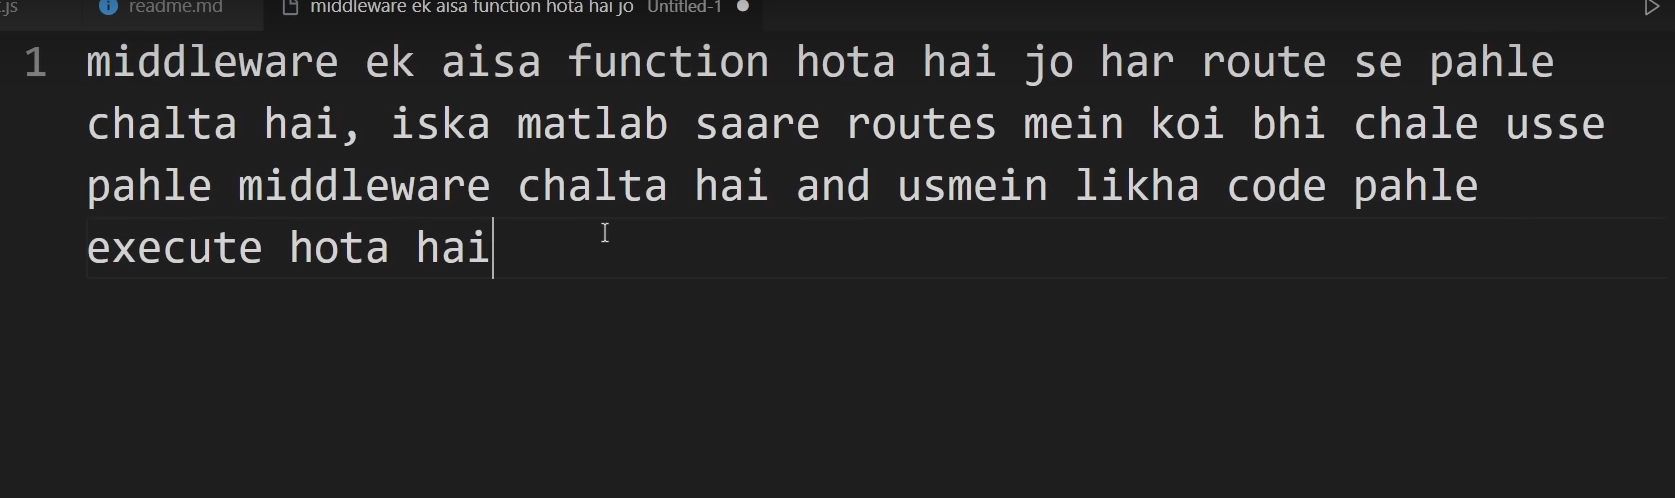 .js readme.md middleware ek aisa function hota hai jo Untitled-1
1 middleware ek aisa function hota hai jo har route se pahle
chalta hai, iska matlab saare routes mein koi bhi chale usse
pahle middleware chalta hai and usmein likha code pahle
execute hota hai